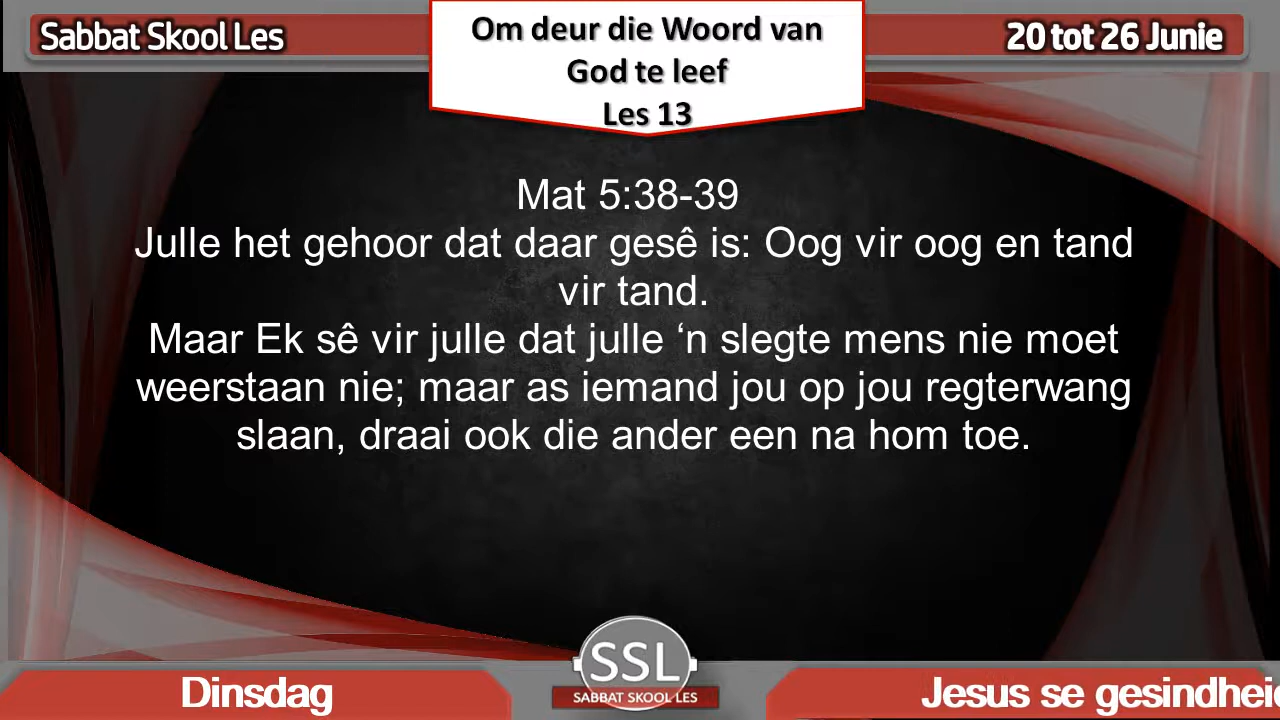 Sabbat Skool Les
Om deur die Woord van
God te leef
Les 13
20 tot 26 Junie
Mat 5:38-39
Julle het gehoor dat daar gesê is: Oog vir oog en tand
vir tand.
Maar Ek sê vir julle dat julle ‘n slegte mens nie moet
weerstaan nie; maar as iemand jou op jou regterwang
slaan, draai ook die ander een na hom toe.
SSL
SABBAT SKOOL LES
Dinsdag
Jesus se gesindheid